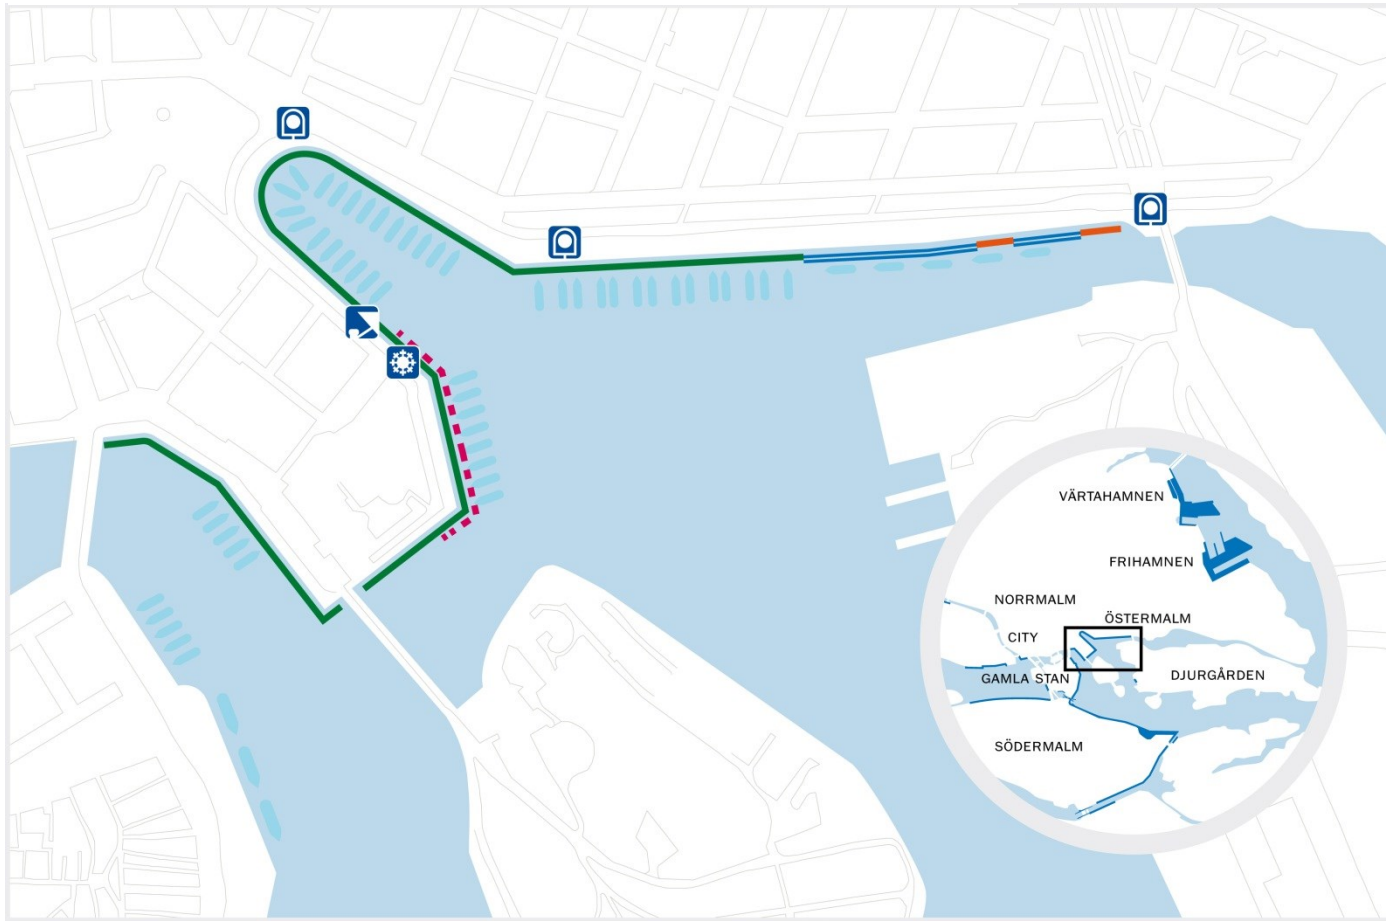 VÄRTAHAMNEN
FRIHAMNEN
NORRMALM
ÖSTERMALM
CITY
GAMLA STAN
DJURGÅRDEN
SÖDERMALM